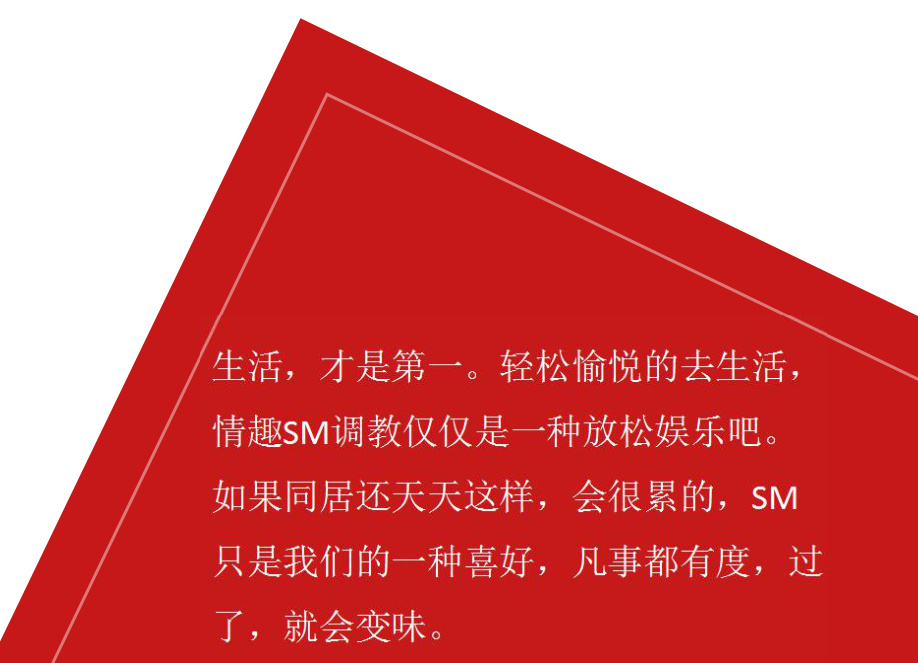 生活，才是第一。轻松愉悦的去生活，
情趣SM调教仅仅是一种放松娱乐吧。
如果同居还天天这样，会很累的，SM
只是我们的一种喜好，凡事都有度，过
了，就会变味。